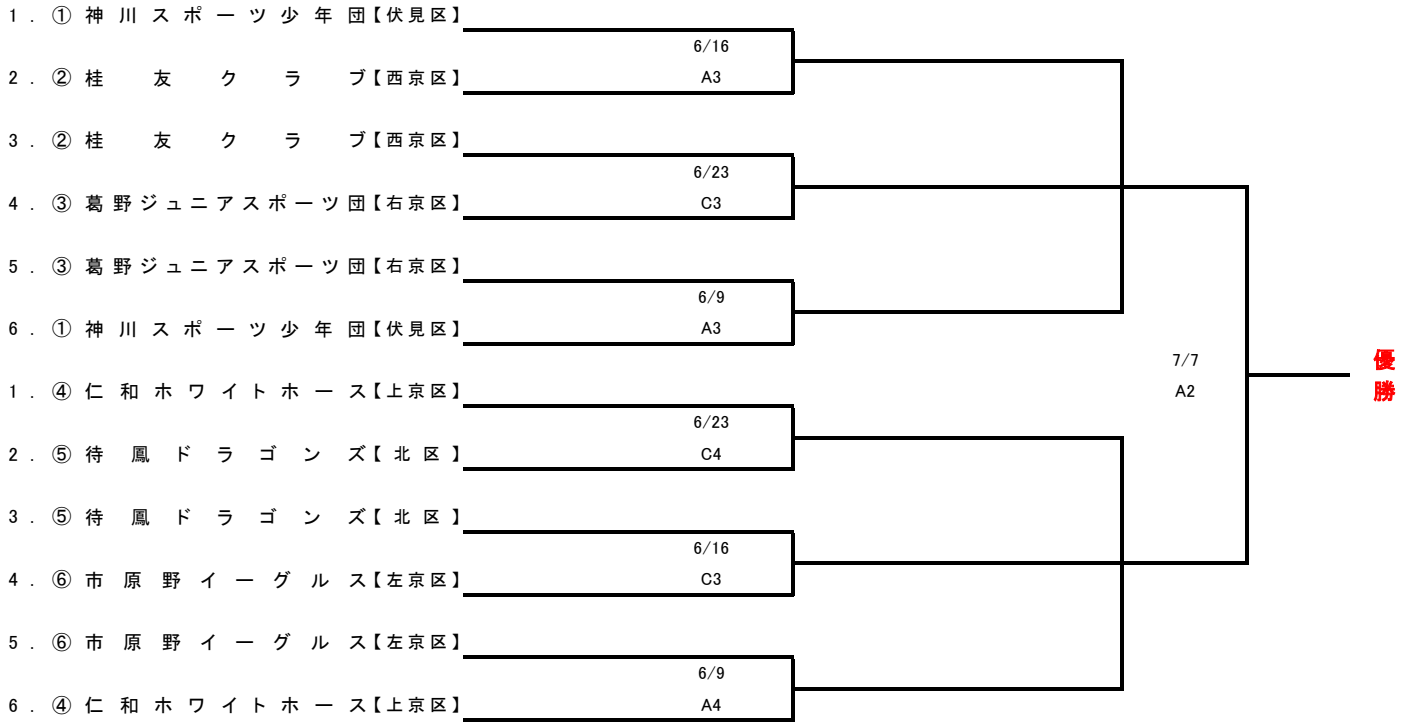 1. ① 神川スポーツ少年団【伏見区】
6/16
2. ② 桂友クラブ【西京区】
A3
3. ② 桂友クラブ【西京区】
6/23
4. ③ 葛野ジュニアスポーツ団【右京区】
C3
5. ③ 葛野ジュニアスポーツ団【右京区】
6/9
6. ① 神川スポーツ少年団【伏見区】
A3
7/7
A2
優勝
1. ④ 仁和ホワイトホース【上京区】
6/23
2. ⑤ 待鳳ドラゴンズ【北区】
C4
3. ⑤ 待鳳ドラゴンズ【北区】
6/16
4. ⑥ 市原野イーグルス【左京区】
C3
5. ⑥ 市原野イーグルス【左京区】
6/9
6. ④ 仁和ホワイトホース【上京区】
A4